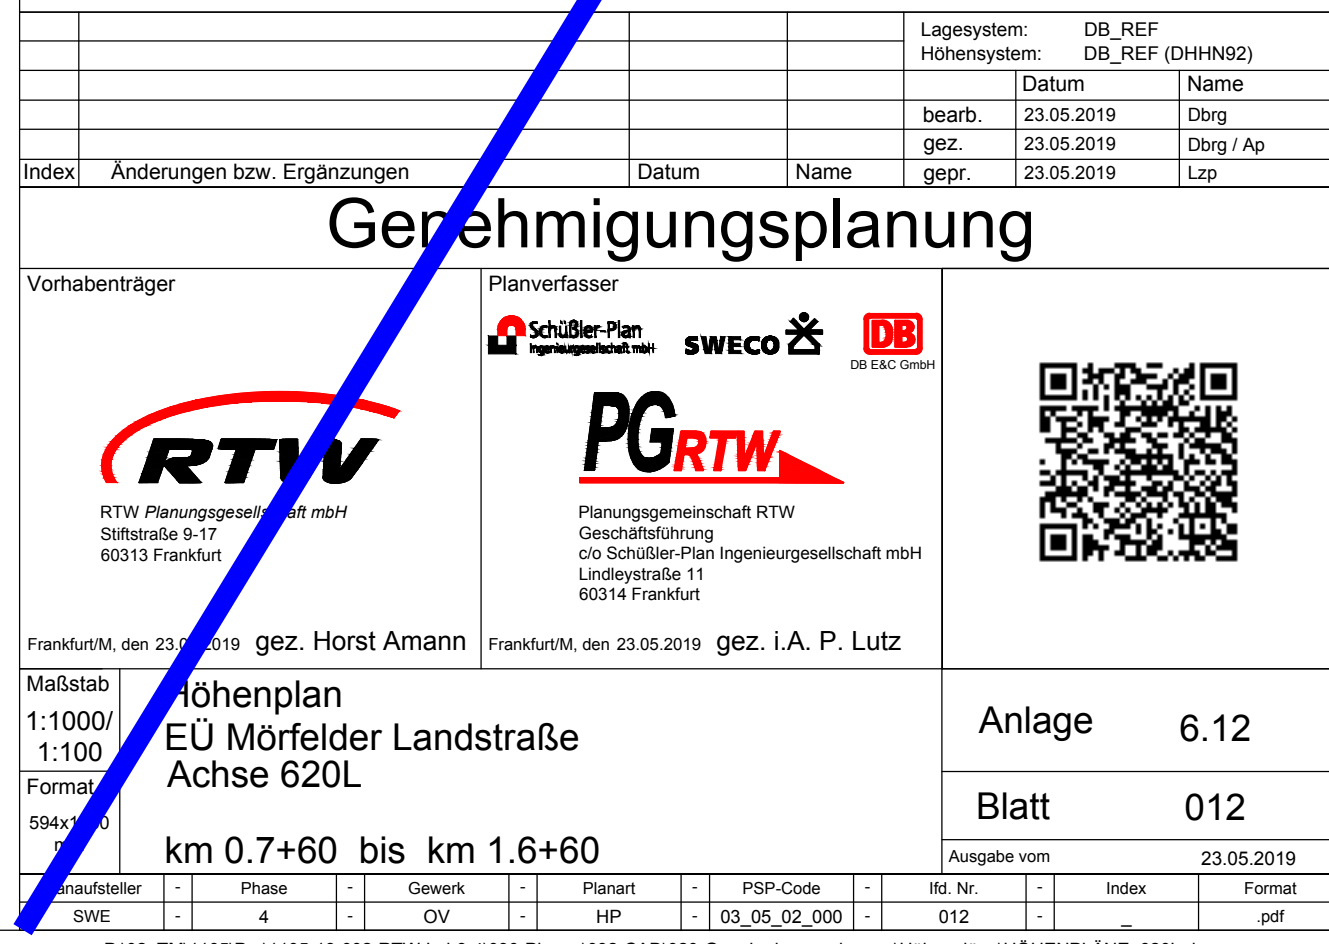 Lagesystem: DB_REF
Höhensystem: DB_REF (DHHN92)
Datum Name
bearb. 23.05.2019 Dbrg
gez. 23.05.2019 Dbrg / Ap
Index Änderungen bzw. Ergänzungen Datum Name gepr. 23.05.2019 Lzp
Genehmigungsplanung
Vorhabenträger
RTW
RTW Planungsgesellschaft mbH
Stiftstraße 9-17
60313 Frankfurt
Frankfurt/M, den 23.05.2019 gez. Horst Amann
Planverfasser
Schüßler-Plan
Ingenieurgesellschaft mbH
SWECO
DB
DB E&C GmbH
PG RTW
Planungsgemeinschaft RTW
Geschäftsführung
c/o Schüßler-Plan Ingenieurgesellschaft mbH
Lindleystraße 11
60314 Frankfurt
Frankfurt/M, den 23.05.2019 gez. i.A. P. Lutz
Maßstab
1:1000/
1:100
Format
Höhenplan
EÜ Mörfelder Landstraße
Achse 620L
km 0.7+60 bis km 1.6+60
Anlage 6.12
Blatt 012
Ausgabe vom 23.05.2019
Planaufsteller - Phase - Gewerk - Planart - PSP-Code - lfd. Nr. - Index Format
SWE - 4 - OV - HP - 03_05_02_000 - 012 - _ .pdf